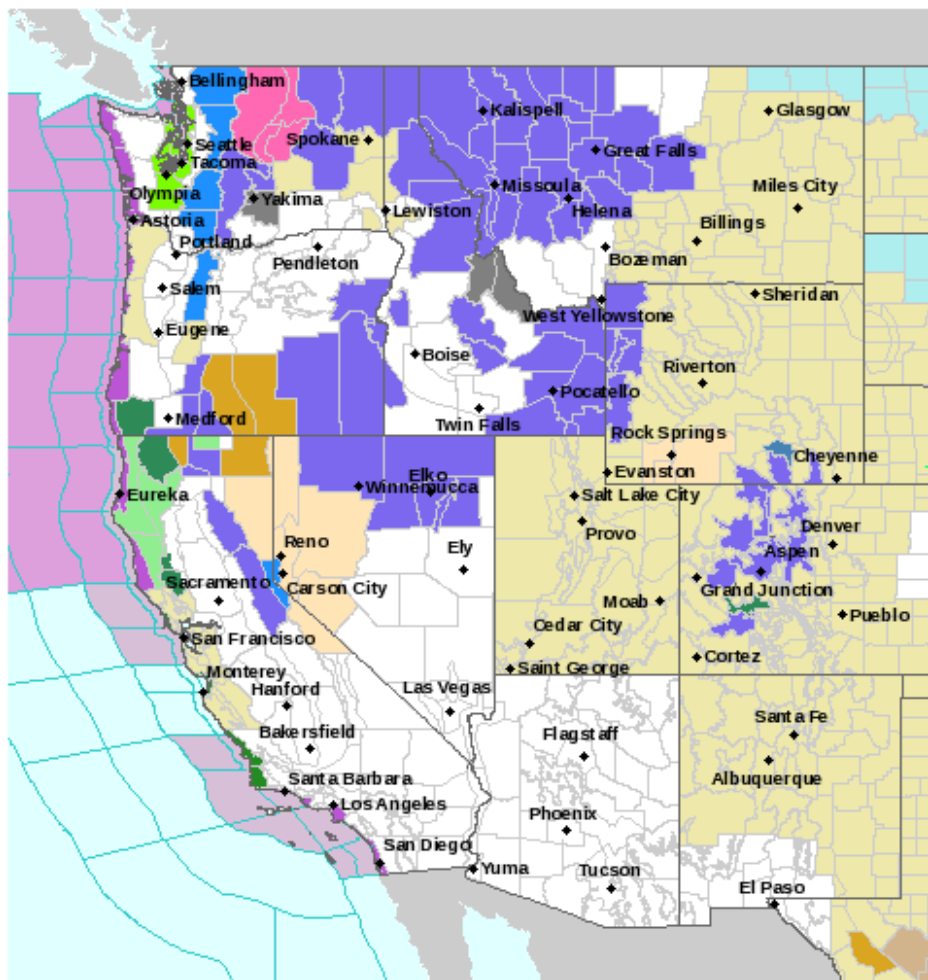 Bellingham
Kalispell
Glasgow
Seattle
Spokane
Great Falls
Tacoma
Olympia
Missoula
Miles City
Yakima
Helena
Lewiston
Astoria
Billings
Portland
Pendleton
Bozeman
Salem
Sheridan
West Yellowstone
Eugene
Boise
Riverton
Pocatello
Medford
Twin Falls
Rock Springs
Cheyenne
Elko
Evanston
Winnemucca
Eureka
Salt Lake City
Provo
Denver
Reno
Ely
Aspen
Sacramento
Carson City
Grand Junction
Moab
Pueblo
Cedar City
San Francisco
Cortez
Saint George
Monterey
Hanford
Las Vegas
Santa Fe
Bakersfield
Flagstaff
Albuquerque
Santa Barbara
Los Angeles
Phoenix
San Diego
Yuma
Tucson
El Paso